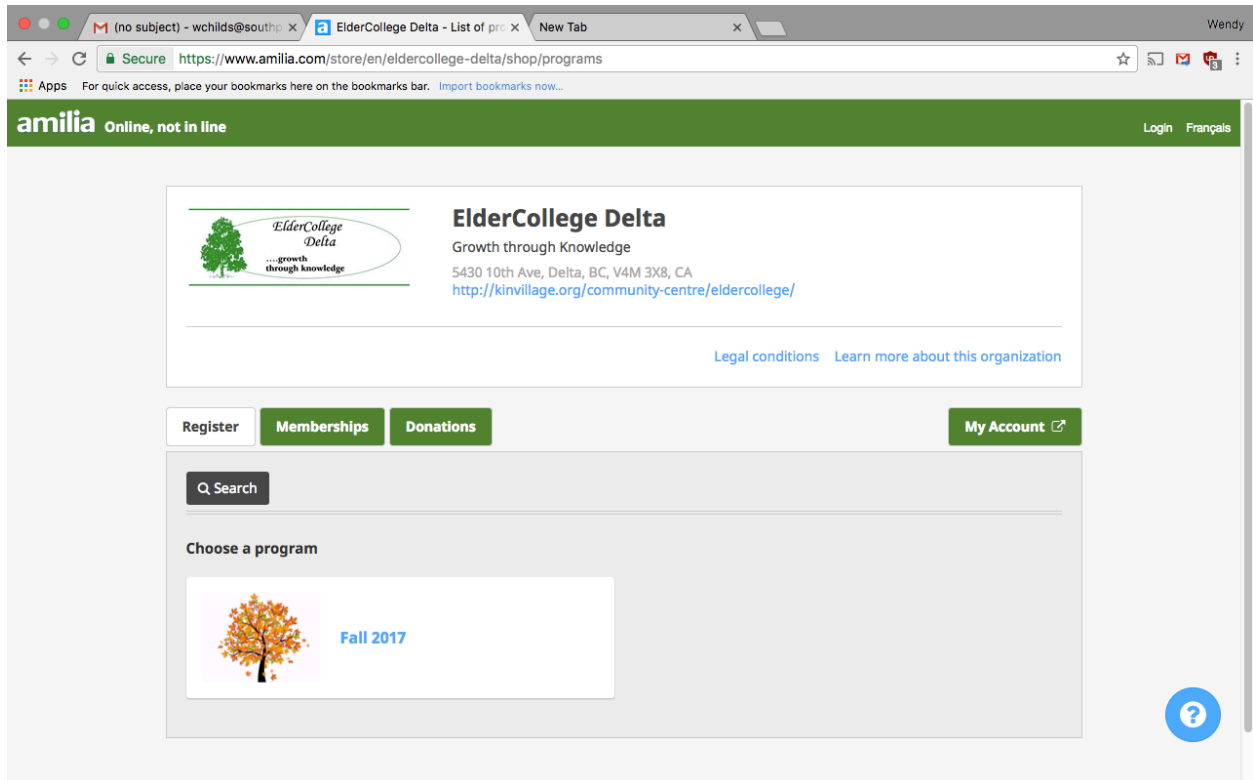 (no subject) - wchilds@southp
ElderCollege Delta - List of pro
New Tab
Wendy
Secure https://www.amilia.com/store/en/eldercollege-delta/shop/programs
3
Apps For quick access, place your bookmarks here on the bookmarks bar. Import bookmarks now...
amilia Online, not in line
Login Français
ElderCollege
Delta
....growth
through knowledge
ElderCollege Delta
Growth through Knowledge
5430 10th Ave, Delta, BC, V4M 3X8, CA
http://kinvillage.org/community-centre/eldercollege/
Legal conditions Learn more about this organization
Register Memberships Donations My Account
Search
Choose a program
Fall 2017
?